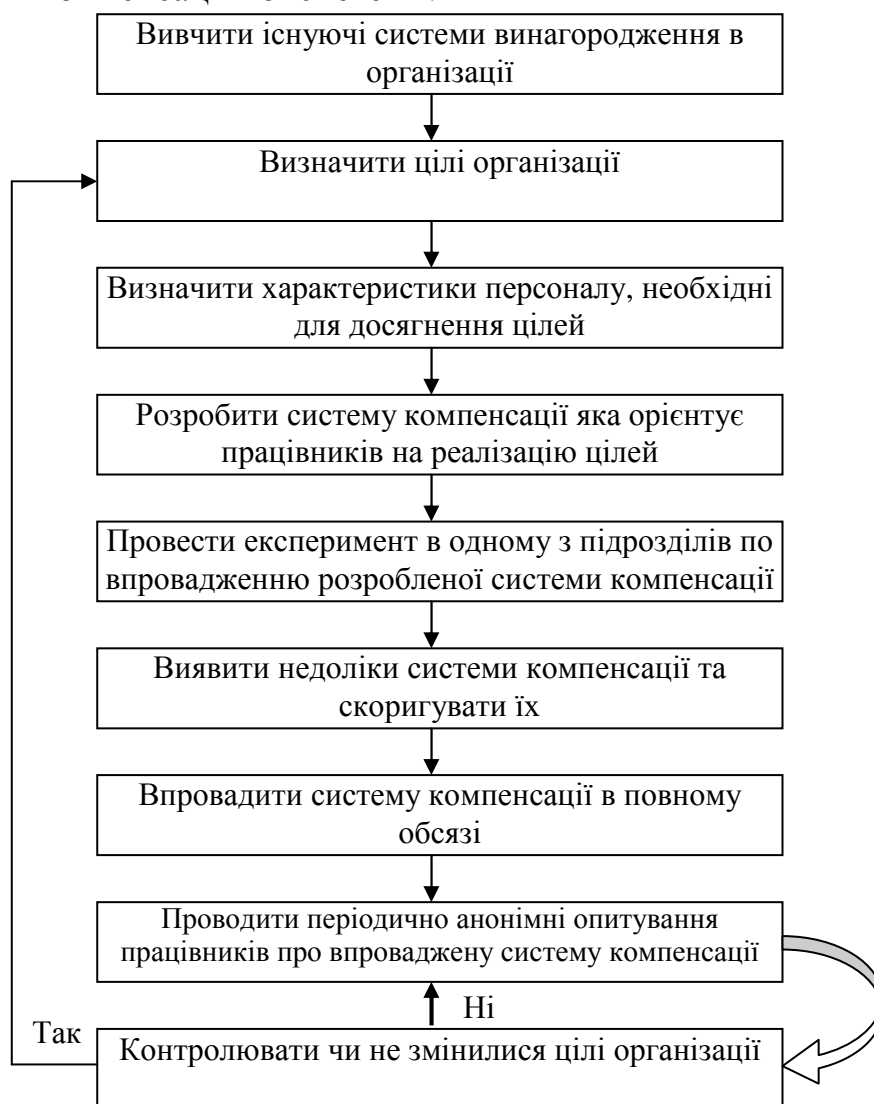 Вивчити існуючі системи винагородження в
організації
Визначити цілі організації
Визначити характеристики персоналу, необхідні
для досягнення цілей
Розробити систему компенсації яка орієнтує
працівників на реалізацію цілей
Провести експеримент в одному з підрозділів по
впровадженню розробленої системи компенсації
Виявити недоліки системи компенсації та
скоригувати їх
Впровадити систему компенсації в повному
обсязі
Проводити періодично анонімні опитування
працівників про впроваджену систему компенсації
Ні
Так
Контролювати чи не змінилися цілі організації